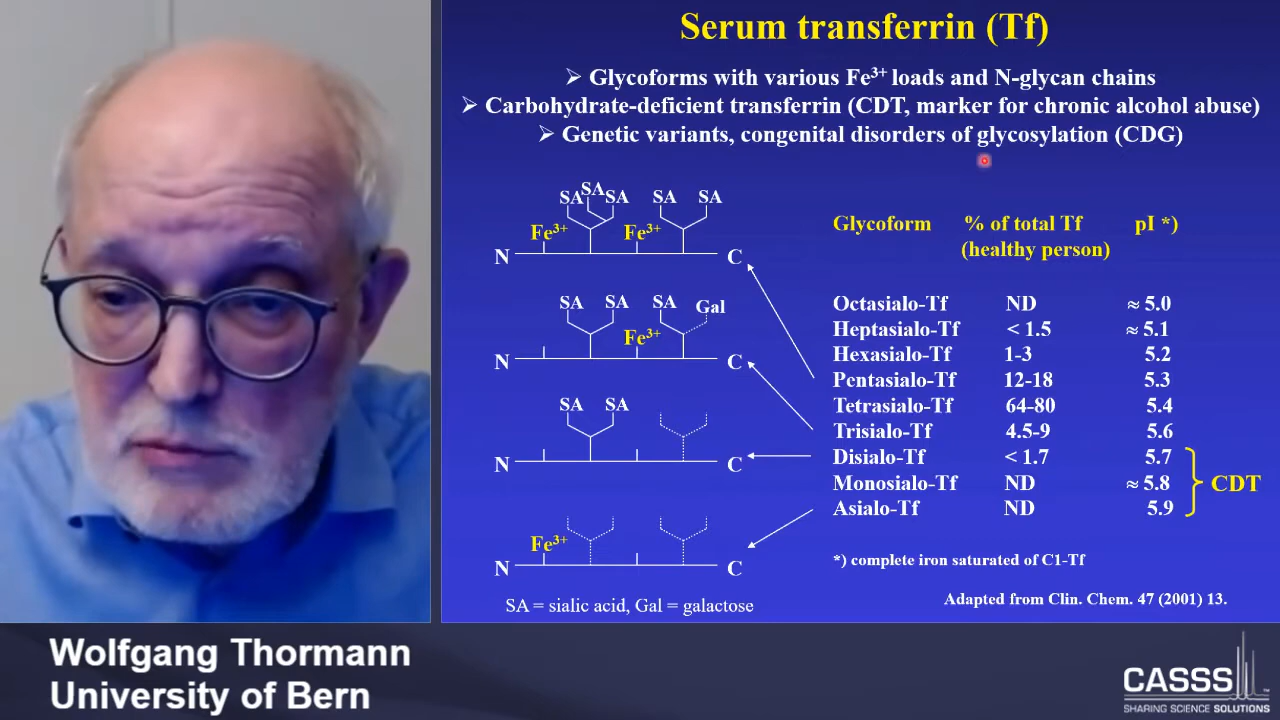 Serum transferrin (Tf)
➢ Glycoforms with various Fe³⁺ loads and N-glycan chains
➢ Carbohydrate-deficient transferrin (CDT, marker for chronic alcohol abuse)
➢ Genetic variants, congenital disorders of glycosylation (CDG)
SA SA SA SA SA
Fe³⁺ Fe³⁺
N C
SA SA SA Gal
Fe³⁺
N C
SA SA
N C
Fe³⁺
N C
SA = sialic acid, Gal = galactose
Glycoform % of total Tf pI *)
(healthy person)
Octasialo-Tf ND ≈ 5.0
Heptasialo-Tf < 1.5 ≈ 5.1
Hexasialo-Tf 1-3 5.2
Pentasialo-Tf 12-18 5.3
Tetrasialo-Tf 64-80 5.4
Trisialo-Tf 4.5-9 5.6
Disialo-Tf < 1.7 5.7
Monosialo-Tf ND ≈ 5.8 CDT
Asialo-Tf ND 5.9
*) complete iron saturated of C1-Tf
Adapted from Clin. Chem. 47 (2001) 13.
Wolfgang Thormann
University of Bern
CASSS
SHARING SCIENCE SOLUTIONS